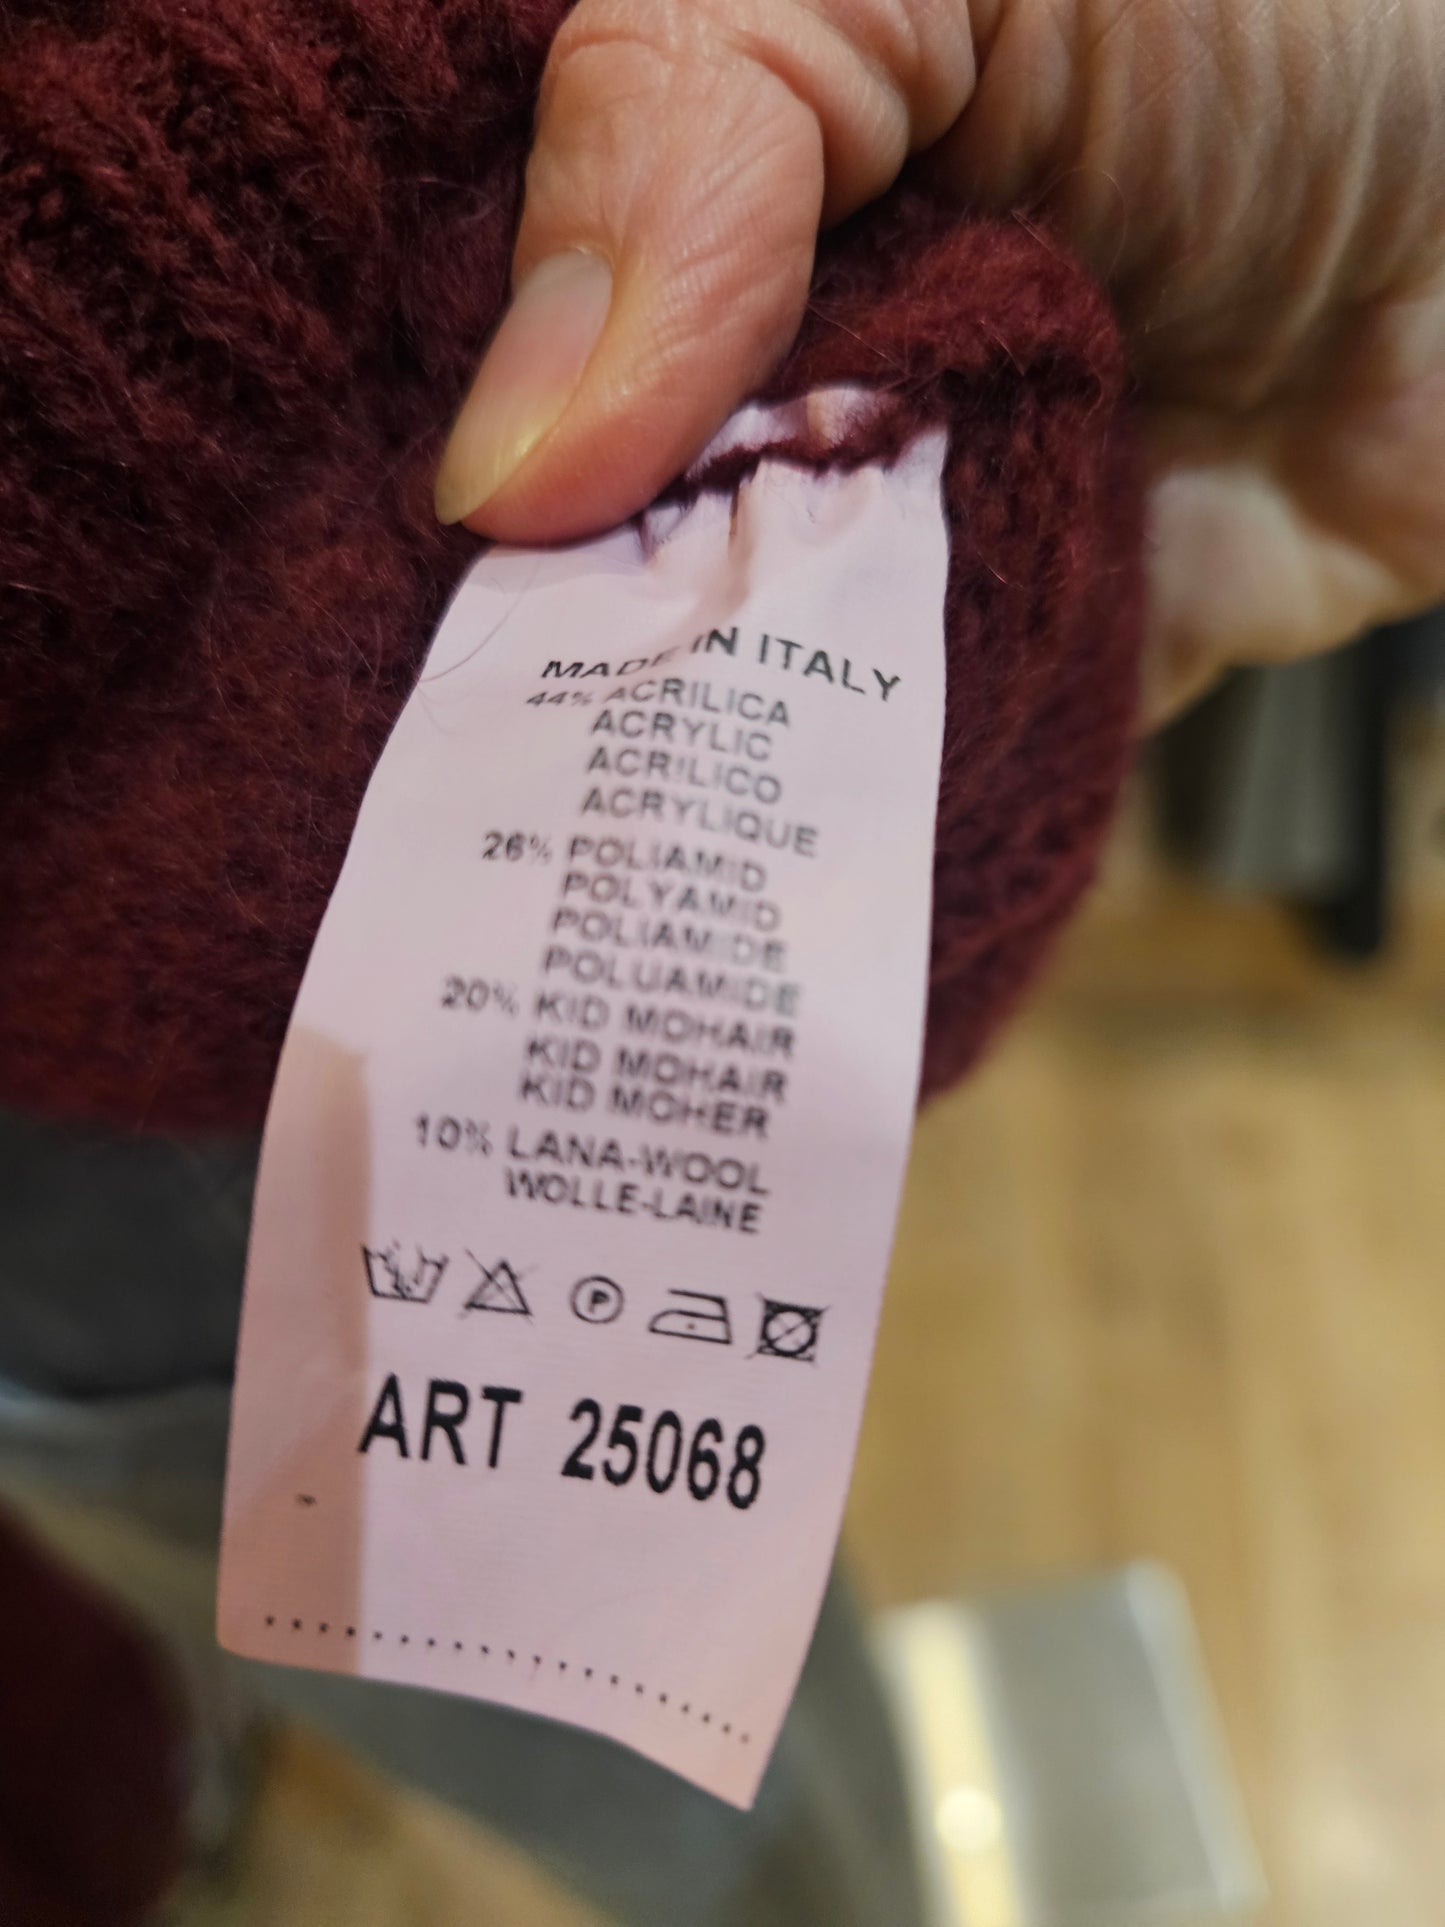 MADE IN ITALY
44% ACRILICA
ACRYLIC
ACRILICO
ACRYLIQUE
26% POLIAMID
POLYAMID
POLIAMIDE
POLUAMIDE
20% KID MOHAIR
KID MOHAIR
KID MOHER
10% LANA-WOOL
WOLLE-LAINE
P
ART 25068